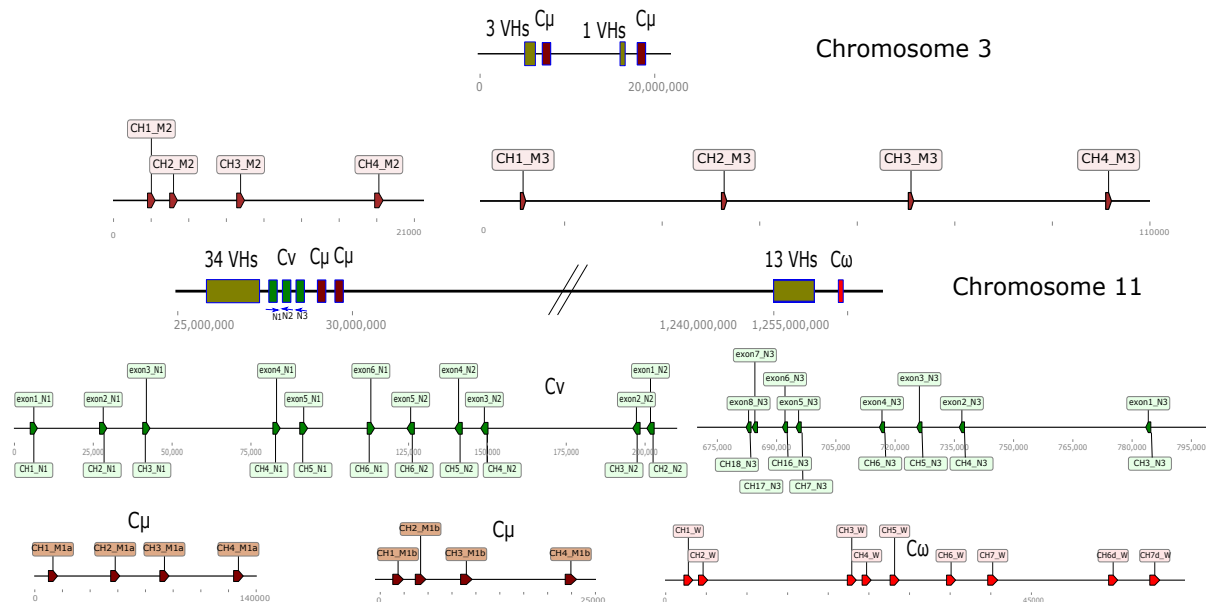 3 VHs Cμ 1 VHs Cμ
Chromosome 3
0 20,000,000
CH1_M2
CH2_M2 CH3_M2 CH4_M2
0 21000
CH1_M3 CH2_M3 CH3_M3 CH4_M3
0 110000
34 VHs Cν Cμ Cμ 13 VHs Cω
Chromosome 11
N1 N2 N3
25,000,000 30,000,000 1,240,000,000 1,255,000,000
exon3_N1 exon4_N1 exon6_N1 exon4_N2 exon1_N2
Cν
exon1_N1 exon2_N1 exon5_N1 exon5_N2 exon3_N2 exon2_N2
0 25,000 50,000 75,000 125,000 150,000 175,000 200,000
CH1_N1 CH2_N1 CH3_N1 CH4_N1 CH5_N1 CH6_N1 CH6_N2 CH5_N2 CH4_N2 CH3_N2 CH2_N2
exon7_N3
exon6_N3 exon3_N3
exon8_N3 exon5_N3 exon4_N3 exon2_N3 exon1_N3
675,000 690,000 705,000 720,000 735,000 750,000 765,000 780,000 795,00
CH18_N3 CH16_N3 CH6_N3 CH5_N3 CH4_N3 CH3_N3
CH17_N3 CH7_N3
Cμ
CH1_M1a CH2_M1a CH3_M1a CH4_M1a
0 140000
CH2_M1b
Cμ
CH1_M1b CH3_M1b CH4_M1b
0 25000
CH1_W CH3_W CH5_W
Cω
CH2_W CH4_W CH6_W CH7_W CH6d_W CH7d_W
0 45000